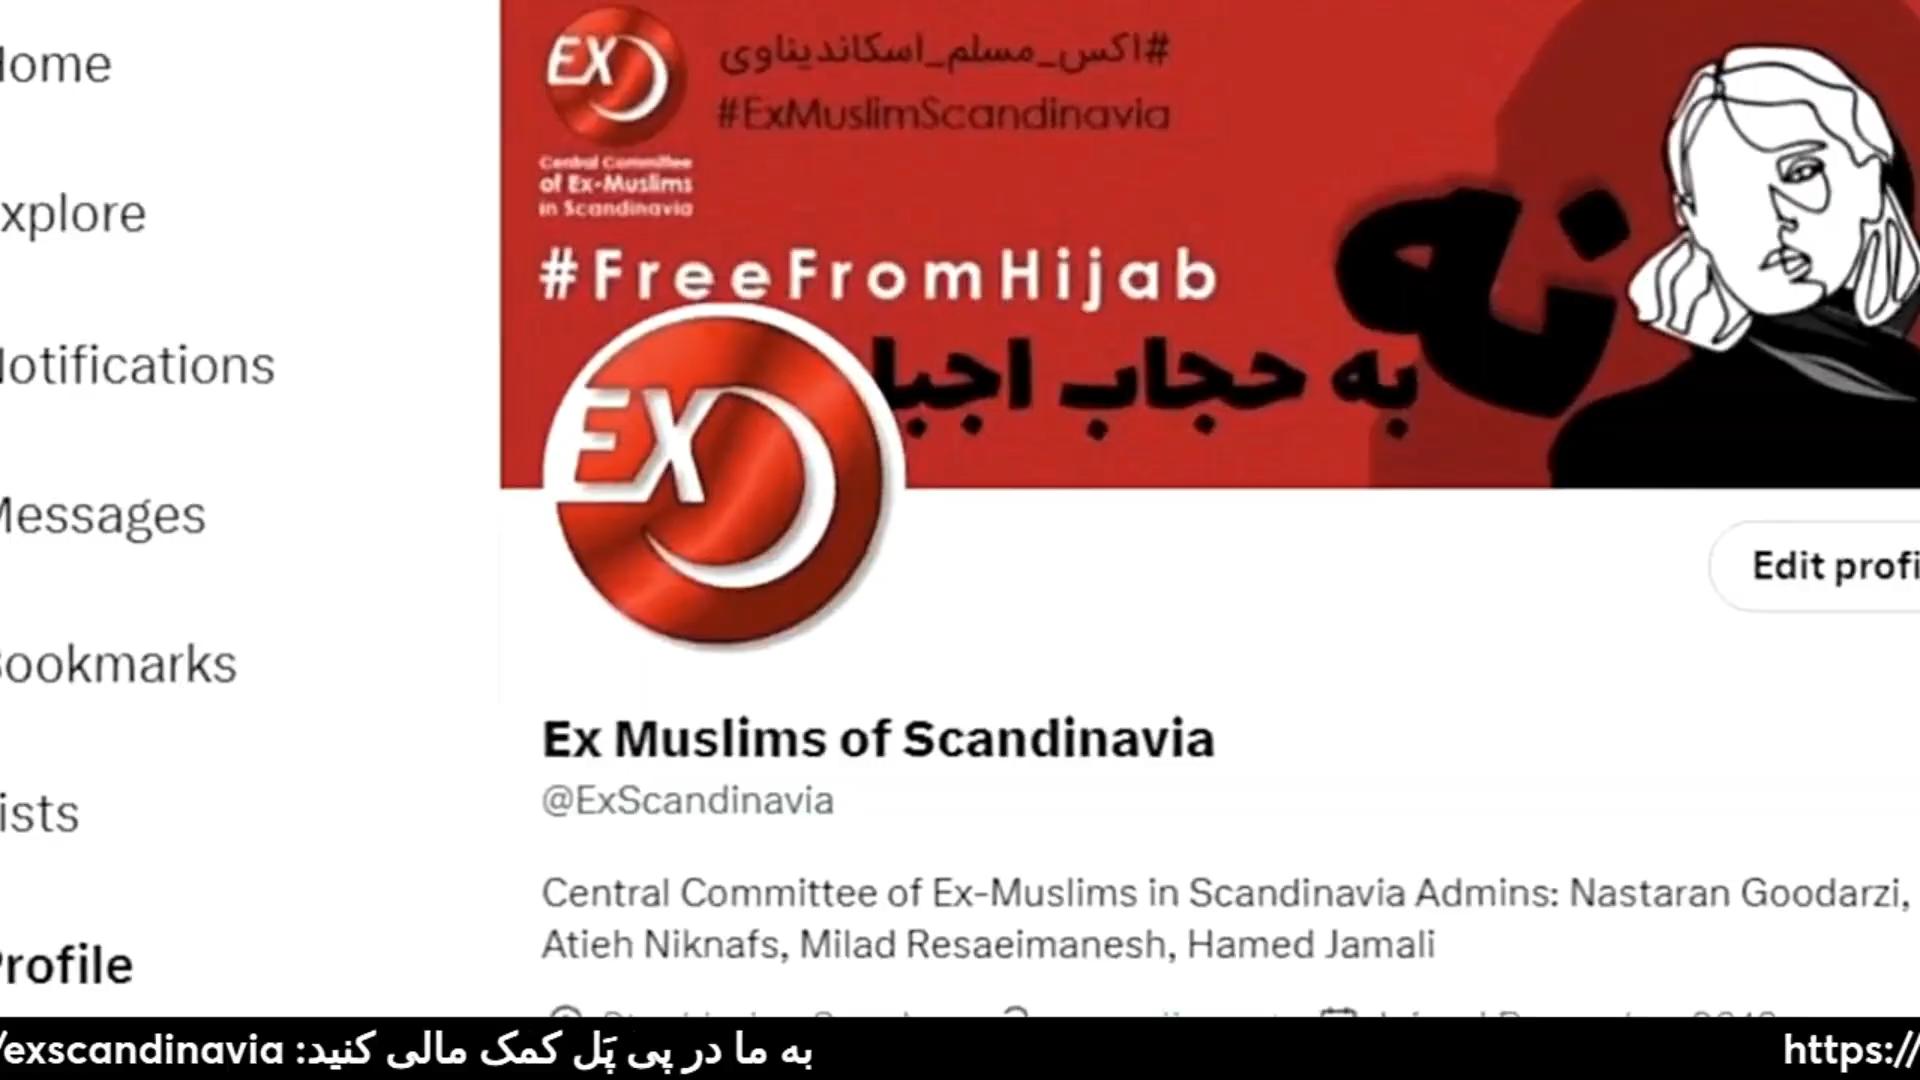 Home
Explore
Notifications
Messages
Bookmarks
Lists
Profile
EX
Central Committee
of Ex-Muslims
in Scandinavia
#اکس_مسلم_اسکاندیناوی
#ExMuslimScandinavia
#FreeFromHijab
نه
به حجاب
EX
Edit profi
Ex Muslims of Scandinavia
@ExScandinavia
Central Committee of Ex-Muslims in Scandinavia Admins: Nastaran Goodarzi,
Atieh Niknafs, Milad Resaeimanesh, Hamed Jamali
به ما در پی پَل کمک مالی کنید: /exscandinavia
https://